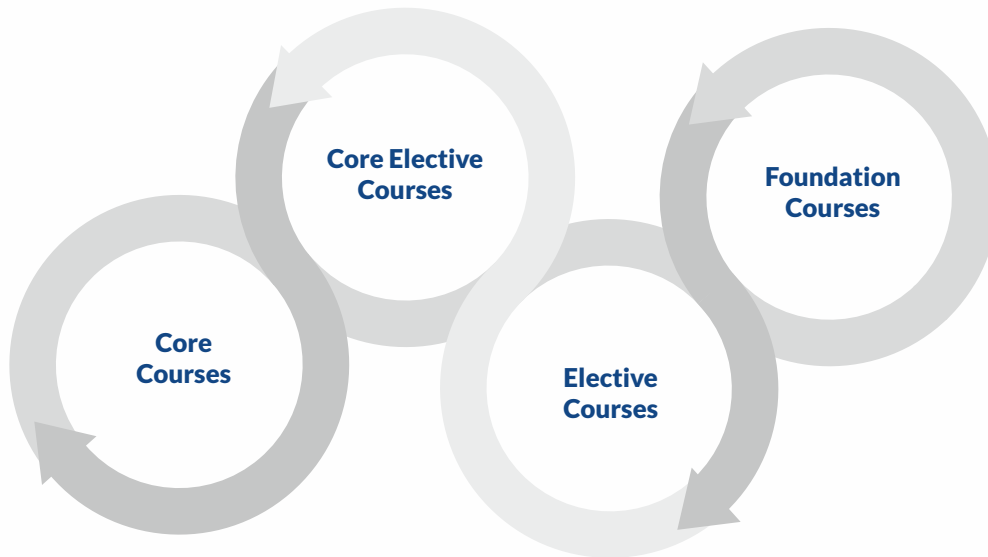 Core
Courses
Core Elective
Courses
Elective
Courses
Foundation
Courses